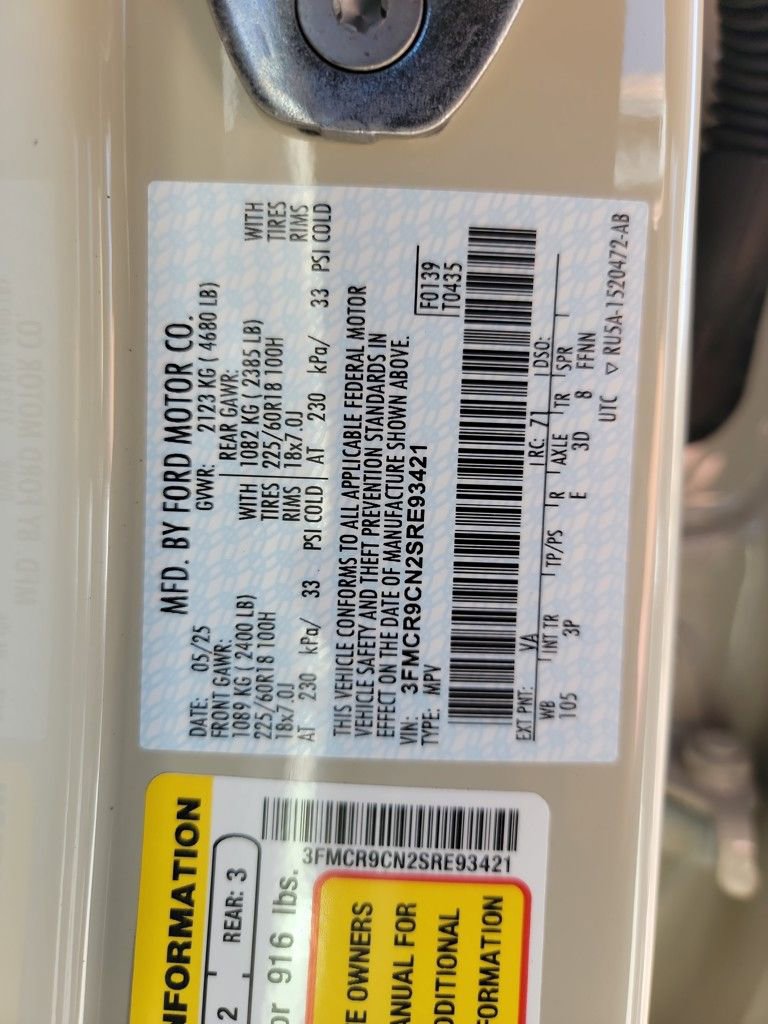 MFD. BY FORD MOTOR CO.
DATE: 05/25 GVWR: 2123 KG ( 4680 LB)
FRONT GAWR: REAR GAWR:
1089 KG ( 2400 LB) WITH 1082 KG ( 2385 LB) WITH
225/60R18 100H TIRES 225/60R18 100H TIRES
18x7.0J RIMS 18x7.0J RIMS
AT 230 kPa/ 33 PSI COLD AT 230 kPa/ 33 PSI COLD
THIS VEHICLE CONFORMS TO ALL APPLICABLE FEDERAL MOTOR
VEHICLE SAFETY AND THEFT PREVENTION STANDARDS IN
EFFECT ON THE DATE OF MANUFACTURE SHOWN ABOVE.
VIN: 3FMCR9CN2SRE93421
TYPE: MPV
F0139
T0435
EXT PNT: YA RC: 71 DSO:
WB INT TR TP/PS R AXLE TR SPR
105 3P E 3D 8 FFNN
UTC ▽ RU5A-1520472-AB
NFORMATION
2 REAR: 3
or 916 lbs.
3FMCR9CN2SRE93421
E OWNERS
ANUAL FOR
DDITIONAL
FORMATION